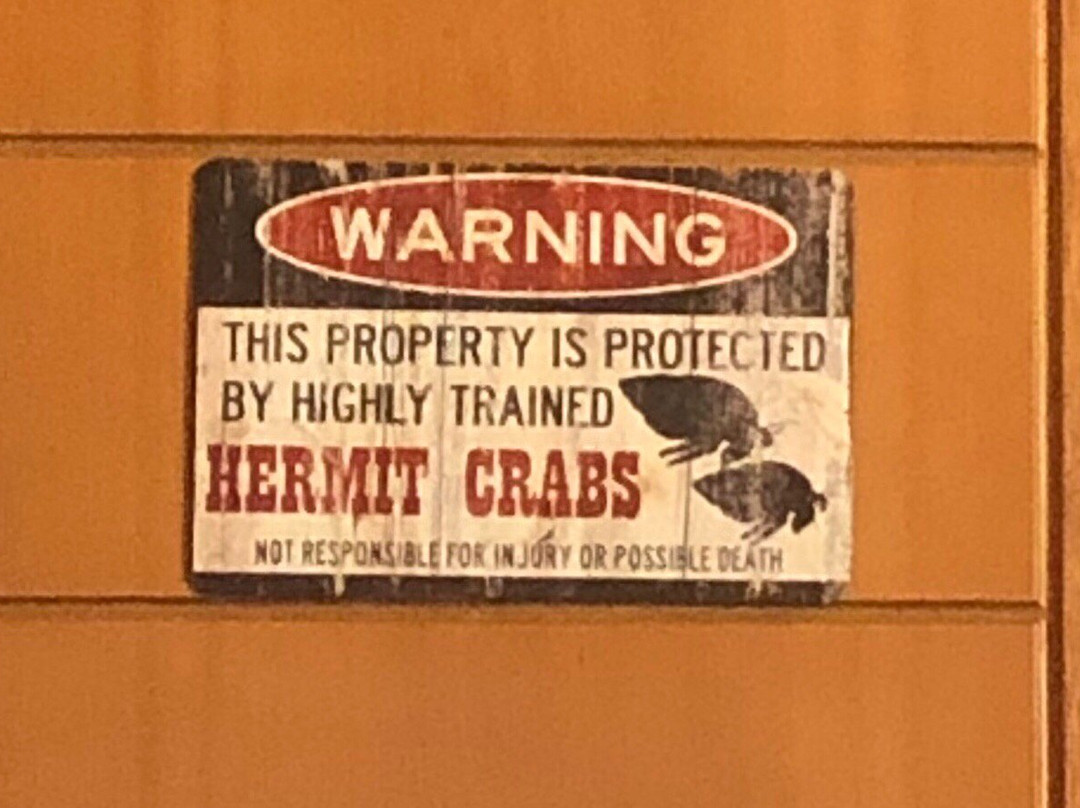 WARNING
THIS PROPERTY IS PROTECTED
BY HIGHLY TRAINED
HERMIT CRABS
NOT RESPONSIBLE FOR INJURY OR POSSIBLE DEATH